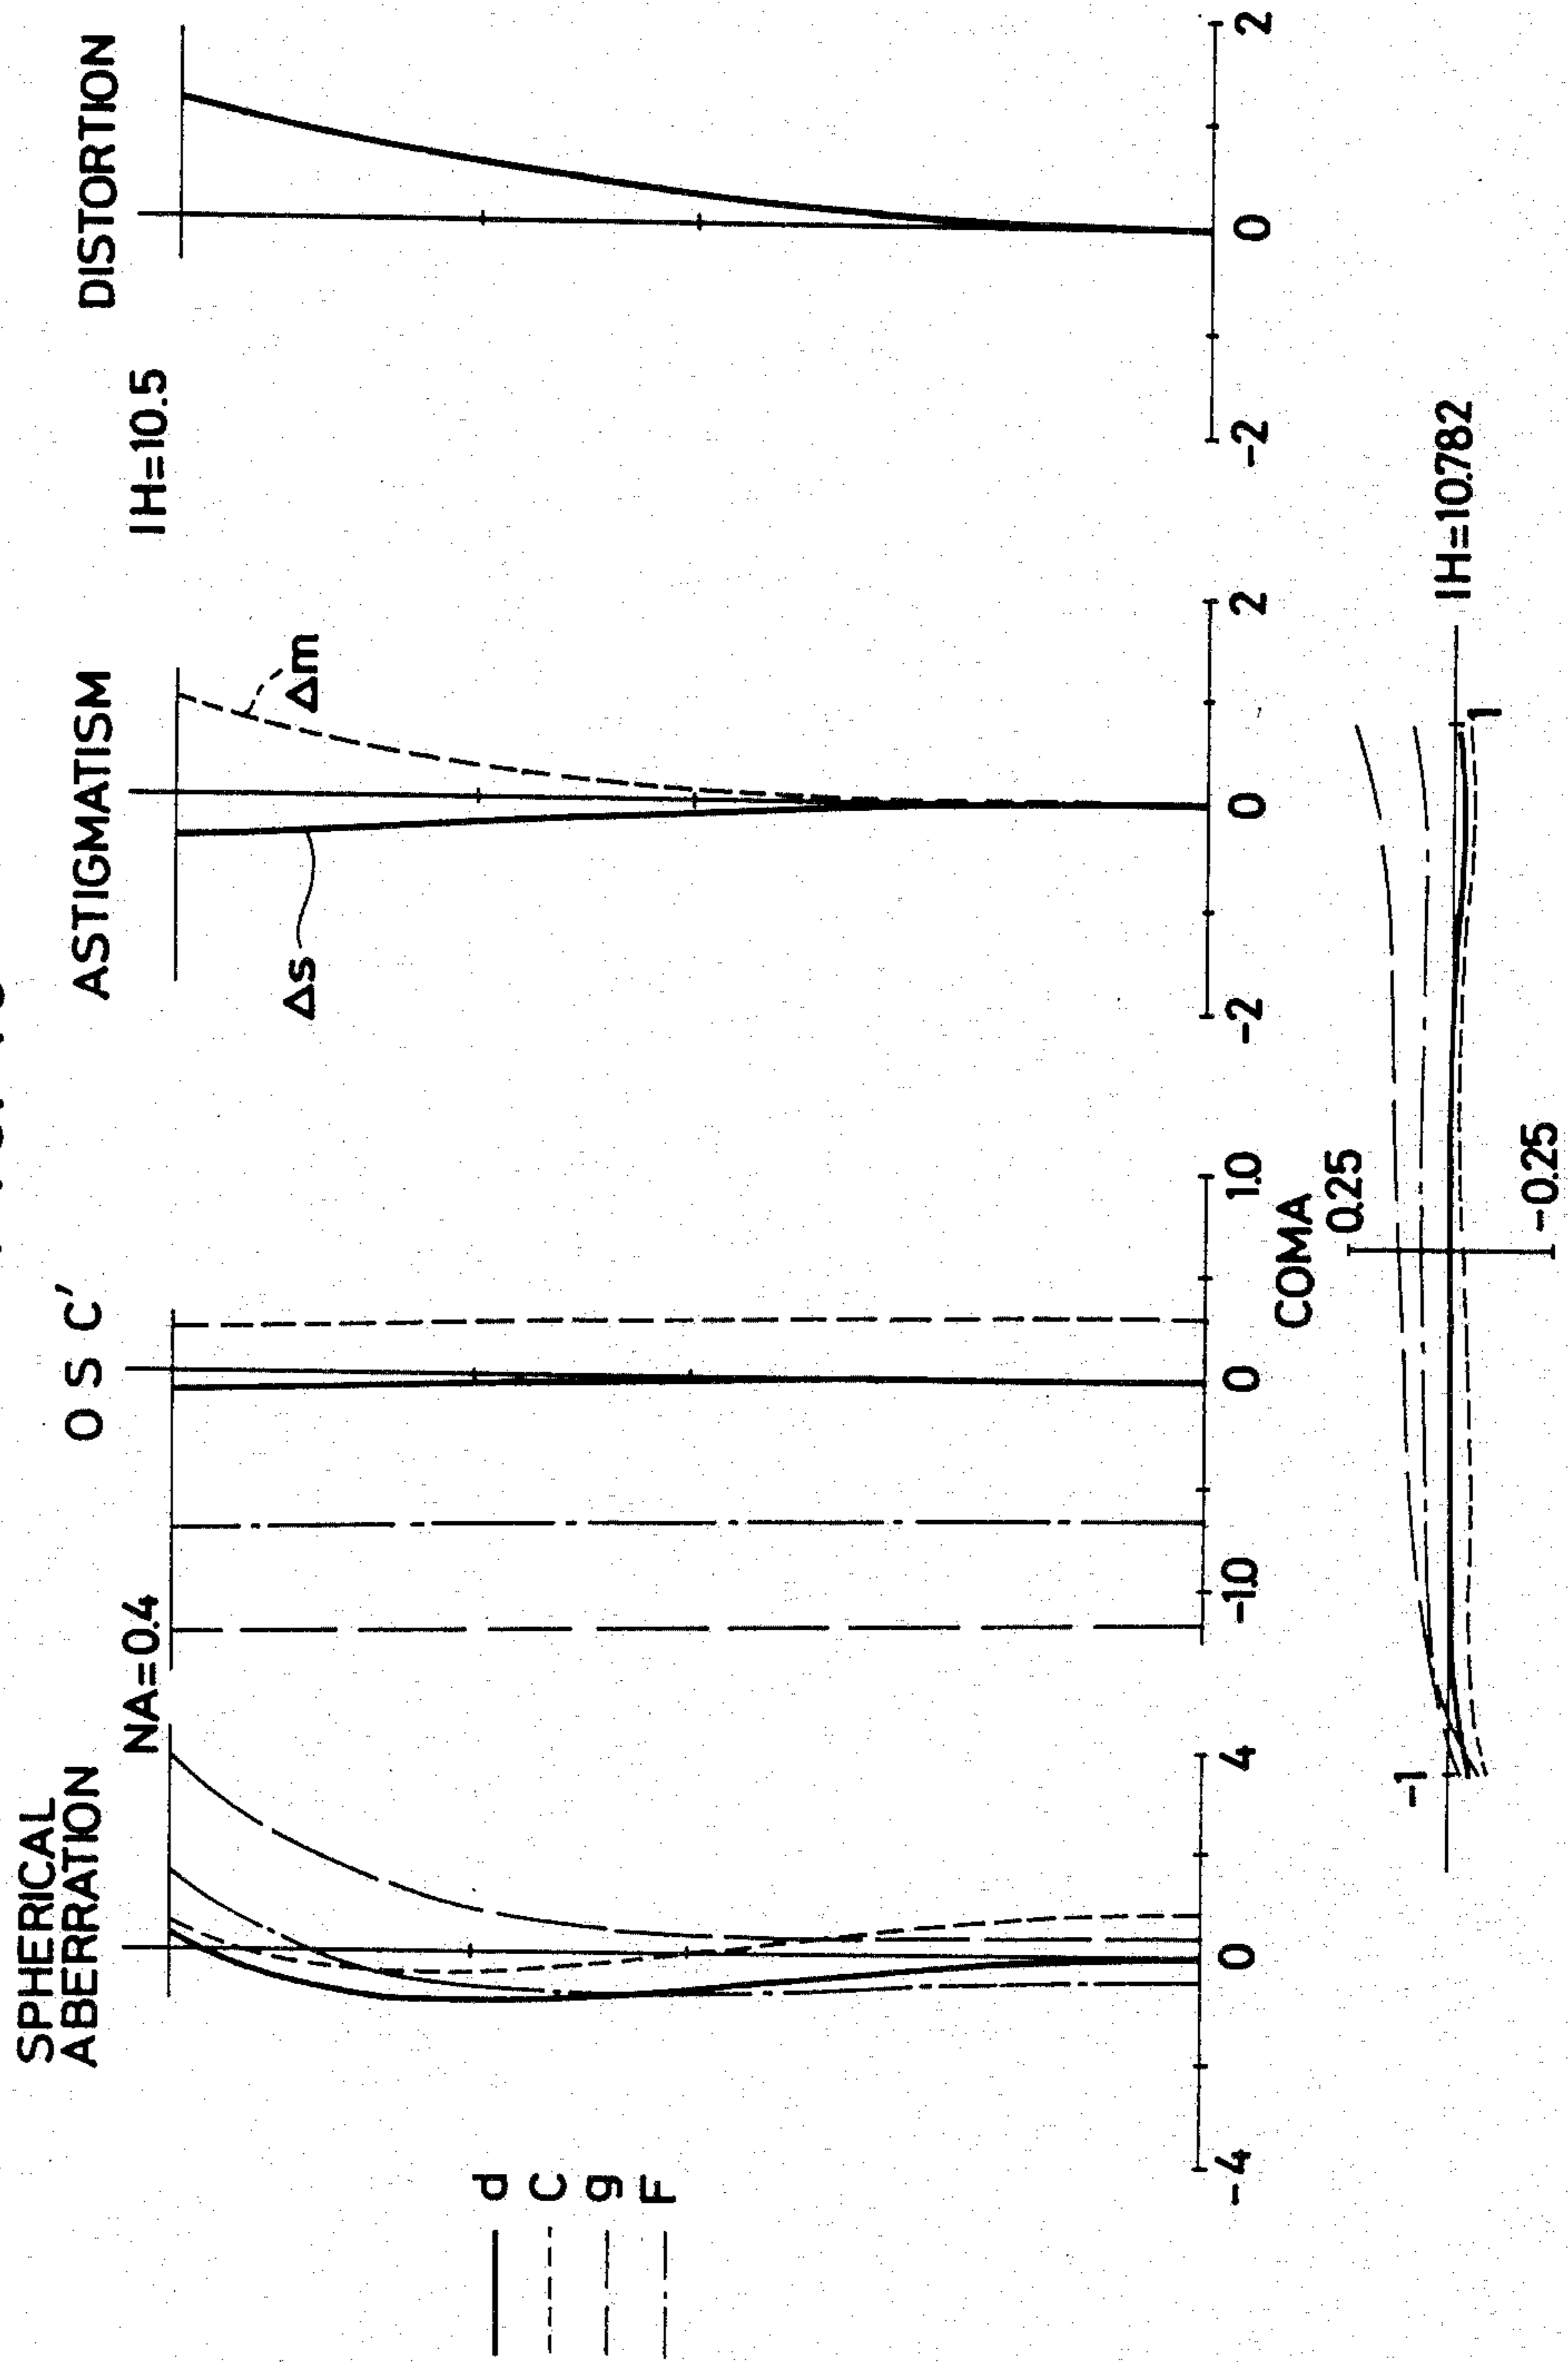 SPHERICAL
ABERRATION
NA=0.4
-4
0
4
O S C'
-1.0
0
1.0
ASTIGMATISM
Δs
Δm
-2
0
2
IH=10.5
DISTORTION
-2
0
2
d
C
g
F
COMA
0.25
-0.25
-1
1
IH=10.782